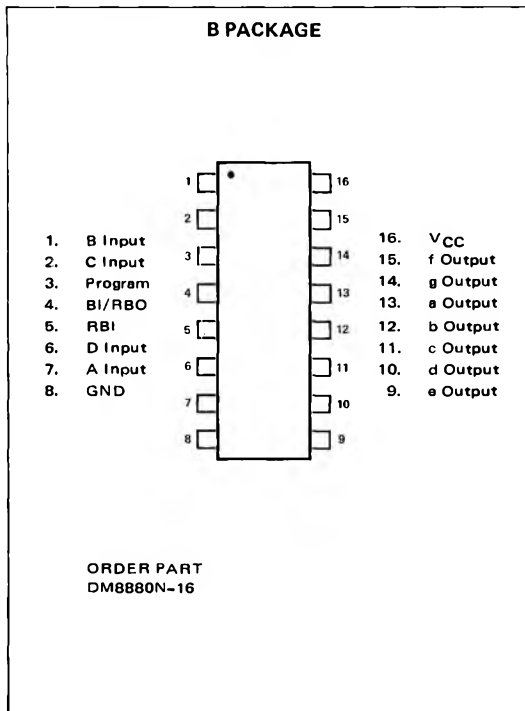 B PACKAGE
1
2
3
4
5
6
7
8
16
15
14
13
12
11
10
9
1. B Input
2. C Input
3. Program
4. BI/RBO
5. RBI
6. D Input
7. A Input
8. GND
16. VCC
15. f Output
14. g Output
13. a Output
12. b Output
11. c Output
10. d Output
9. e Output
ORDER PART
DM8880N-16